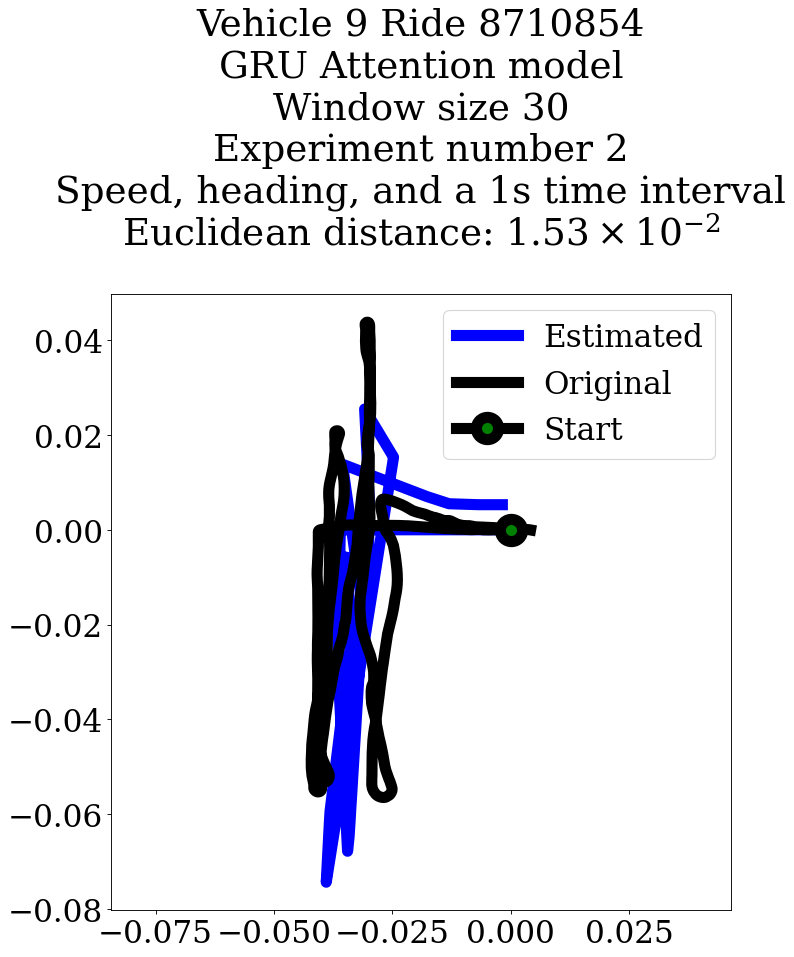 Vehicle 9 Ride 8710854
GRU Attention model
Window size 30
Experiment number 2
Speed, heading, and a 1s time interval
Euclidean distance: 1.53 × 10⁻²
Estimated
Original
Start
0.04
0.02
0.00
−0.02
−0.04
−0.06
−0.08
−0.075 −0.050 −0.025 0.000 0.025